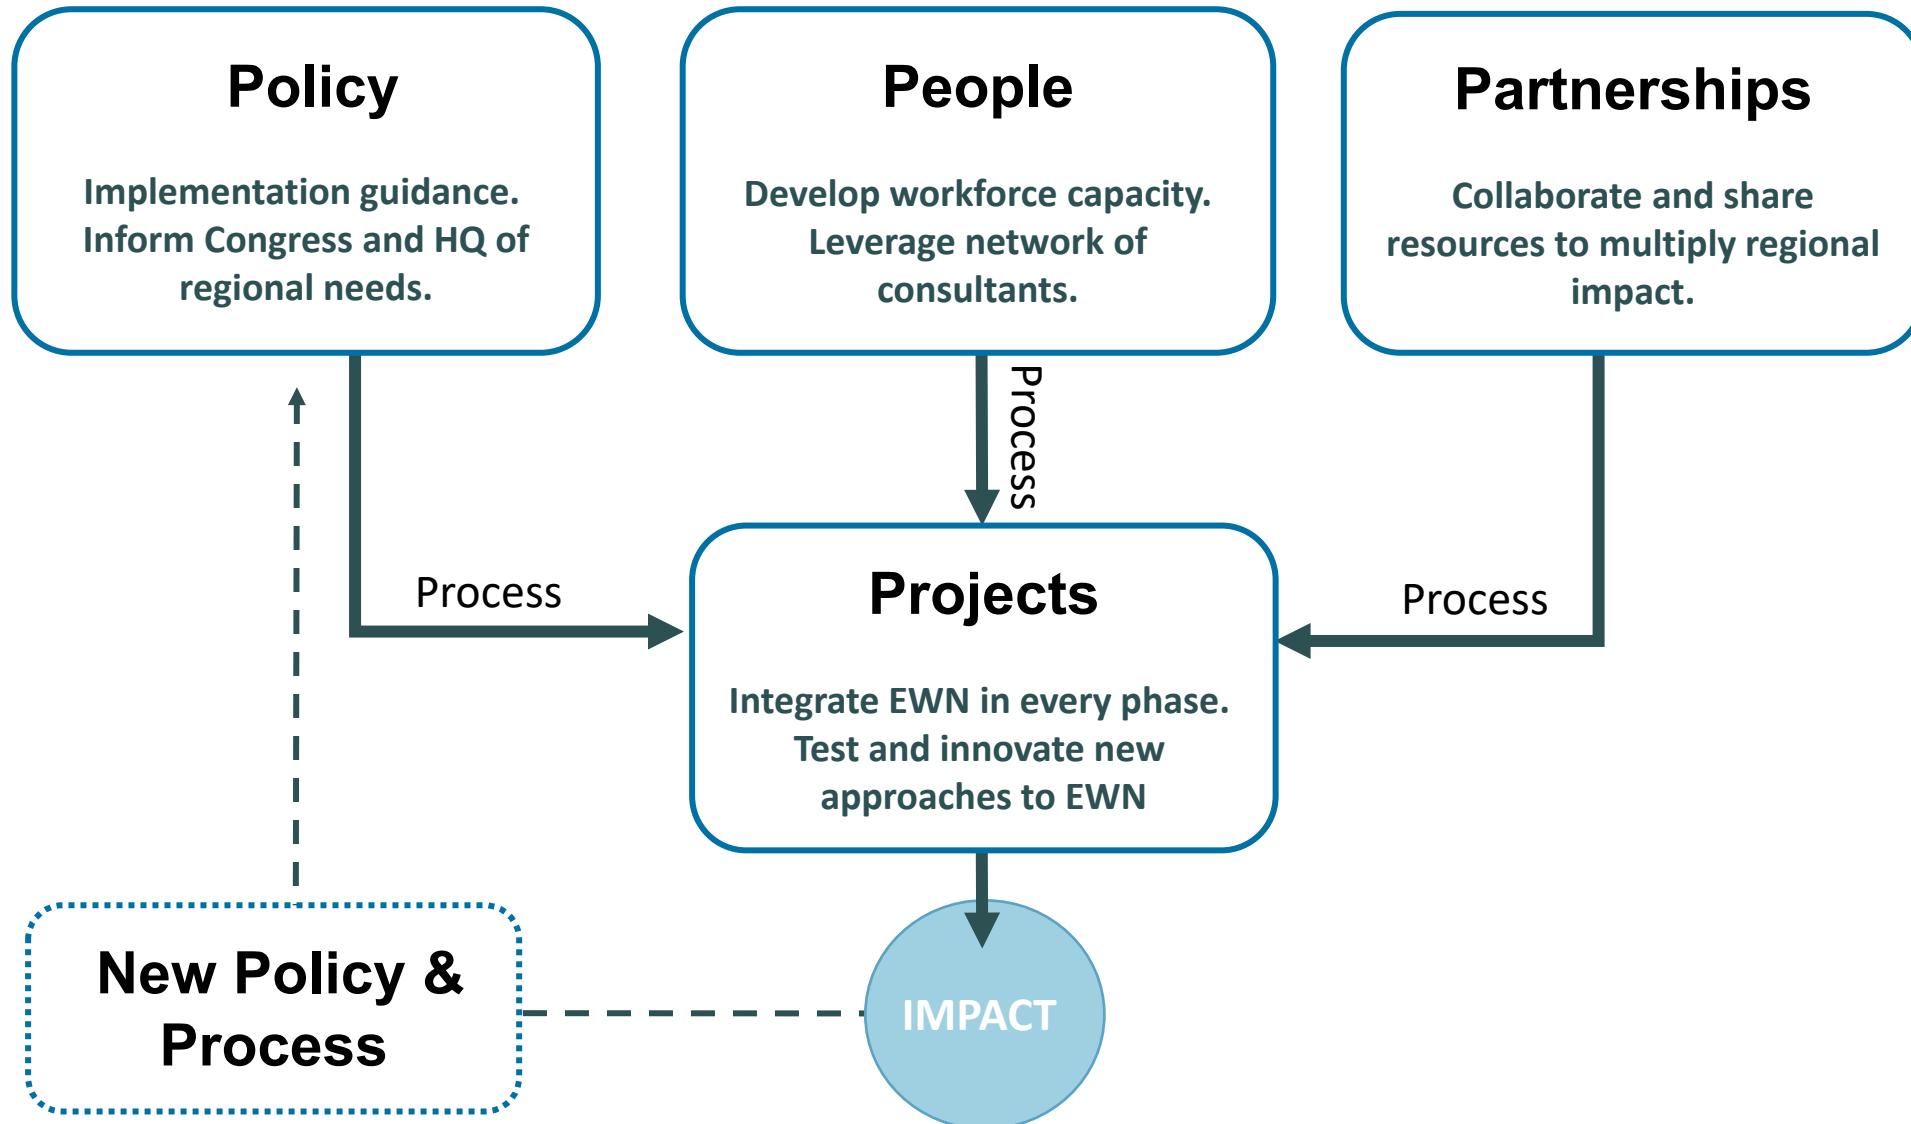 Policy
Implementation guidance.
Inform Congress and HQ of
regional needs.
People
Develop workforce capacity.
Leverage network of
consultants.
Partnerships
Collaborate and share
resources to multiply regional
impact.
Process
Process
Process
Projects
Integrate EWN in every phase.
Test and innovate new
approaches to EWN
New Policy &
Process
IMPACT